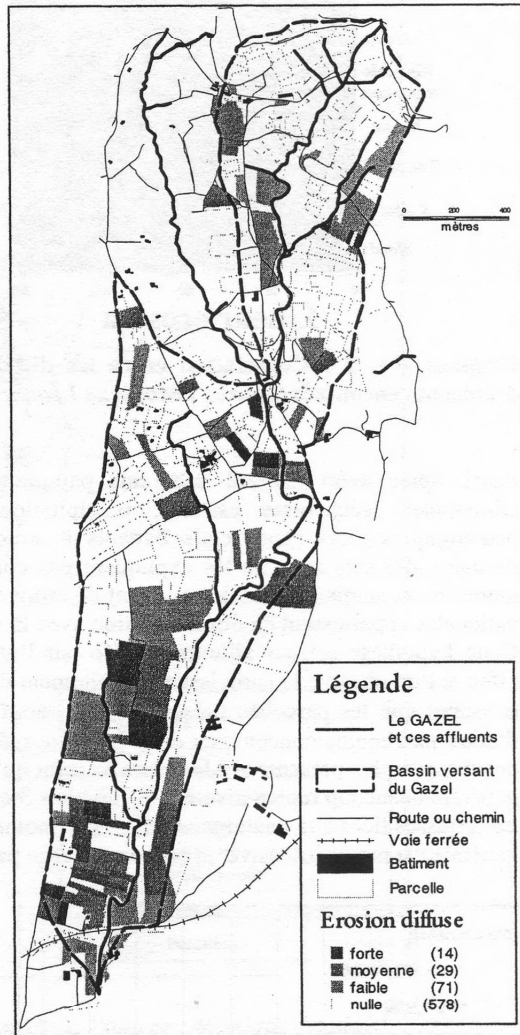 0 200 400
mètres
Légende
Le GAZEL
et ces affluents
Bassin versant
du Gazel
Route ou chemin
Voie ferrée
Batiment
Parcelle
Erosion diffuse
forte (14)
moyenne (29)
faible (71)
nulle (578)